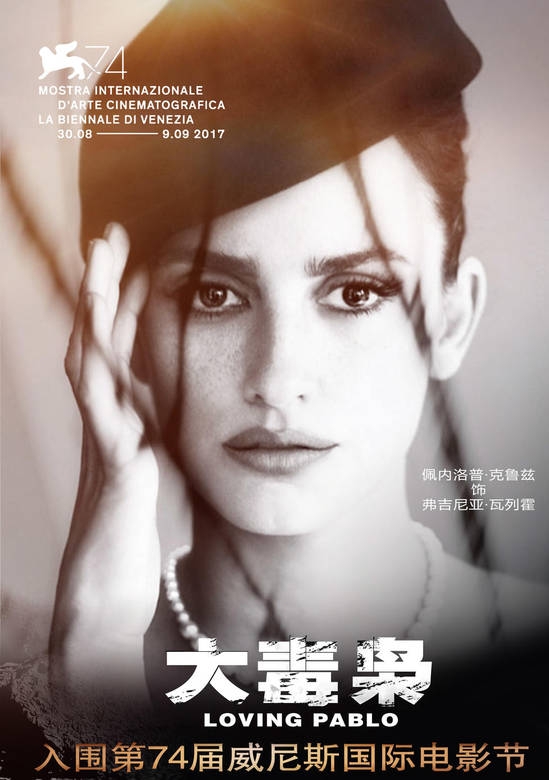 74
MOSTRA INTERNAZIONALE
D'ARTE CINEMATOGRAFICA
LA BIENNALE DI VENEZIA
30.08 ——— 9.09 2017
佩内洛普·克鲁兹
饰
弗吉尼亚·瓦列霍
大毒枭
LOVING PABLO
入围第74届威尼斯国际电影节